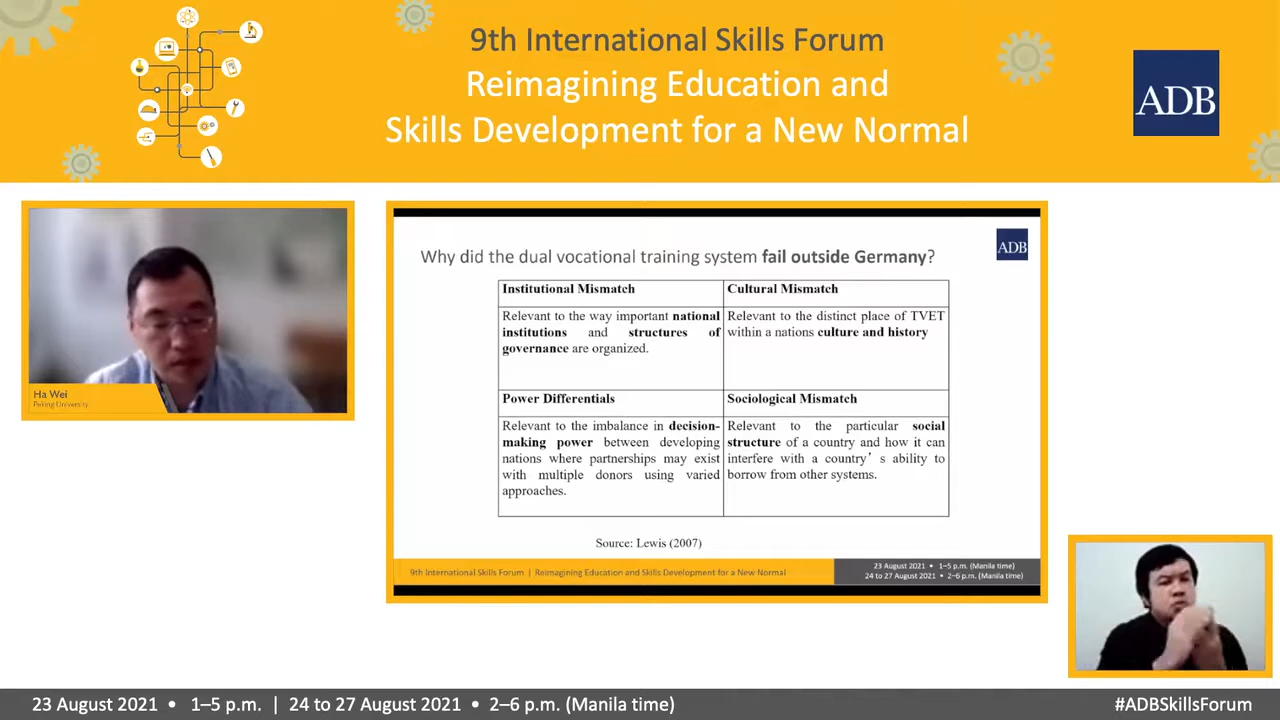 9th International Skills Forum
Reimagining Education and
Skills Development for a New Normal
ADB
Ha Wei
Peking University
Why did the dual vocational training system fail outside Germany?
ADB
Institutional Mismatch
Relevant to the way important national
institutions and structures of
governance are organized.
Cultural Mismatch
Relevant to the distinct place of TVET
within a nations culture and history
Power Differentials
Relevant to the imbalance in decision-
making power between developing
nations where partnerships may exist
with multiple donors using varied
approaches.
Sociological Mismatch
Relevant to the particular social
structure of a country and how it can
interfere with a country’s ability to
borrow from other systems.
Source: Lewis (2007)
9th International Skills Forum | Reimagining Education and Skills Development for a New Normal
23 August 2021 • 1–5 p.m. (Manila time)
24 to 27 August 2021 • 2–6 p.m. (Manila time)
23 August 2021 • 1–5 p.m. | 24 to 27 August 2021 • 2–6 p.m. (Manila time)
#ADBSkillsForum